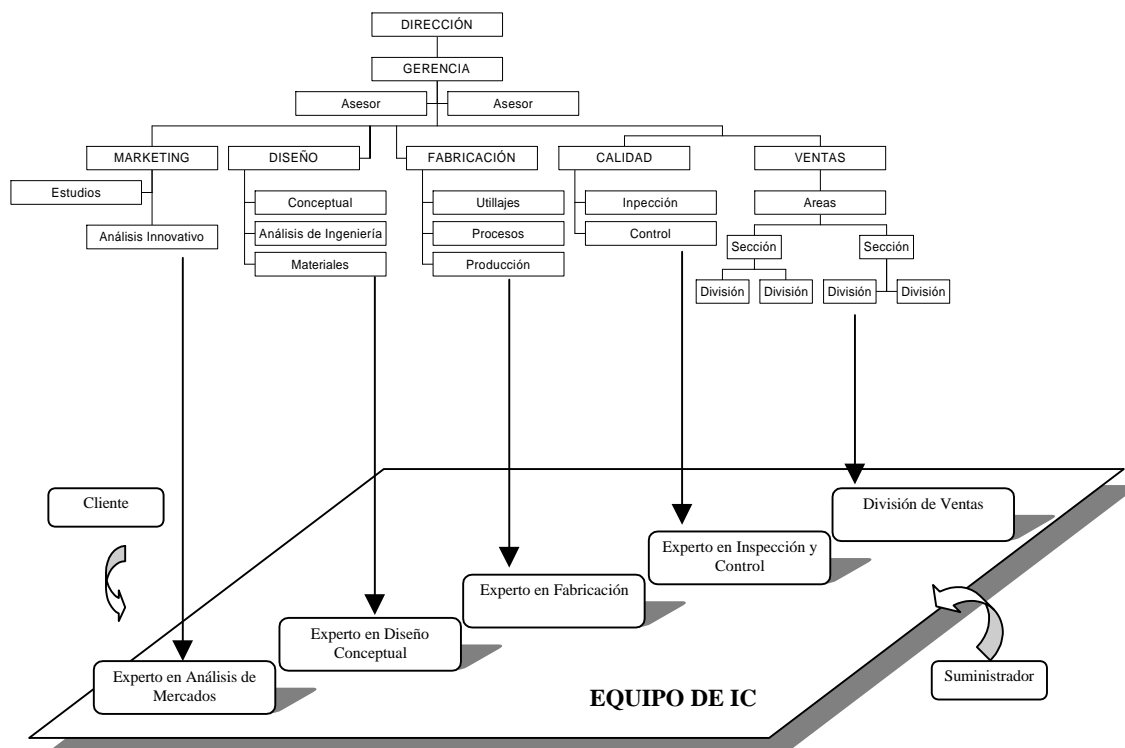 DIRECCIÓN
GERENCIA
Asesor
Asesor
MARKETING
DISEÑO
FABRICACIÓN
CALIDAD
VENTAS
Estudios
Análisis Innovativo
Conceptual
Análisis de Ingeniería
Materiales
Utillajes
Procesos
Producción
Inpección
Control
Areas
Sección
Sección
División
División
División
División
Cliente
División de Ventas
Experto en Inspección y
Control
Experto en Fabricación
Experto en Diseño
Conceptual
Experto en Análisis de
Mercados
Suministrador
EQUIPO DE IC